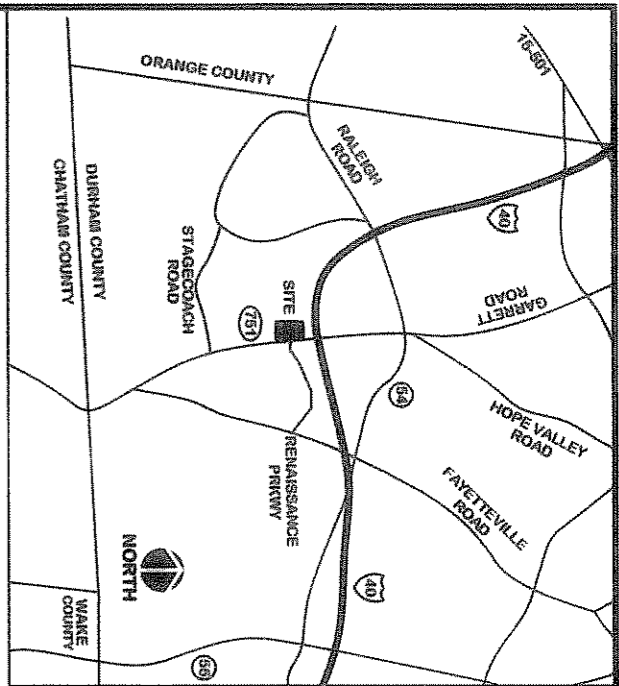 15-501
ORANGE COUNTY
RALEIGH
ROAD
40
GARRETT
ROAD
DURHAM COUNTY
CHATHAM COUNTY
STAGECOACH
ROAD
SITE
751
54
HOPE VALLEY
ROAD
FAYETTEVILLE
ROAD
RENAISSANCE
PRKWY
NORTH
40
WAKE
COUNTY
55